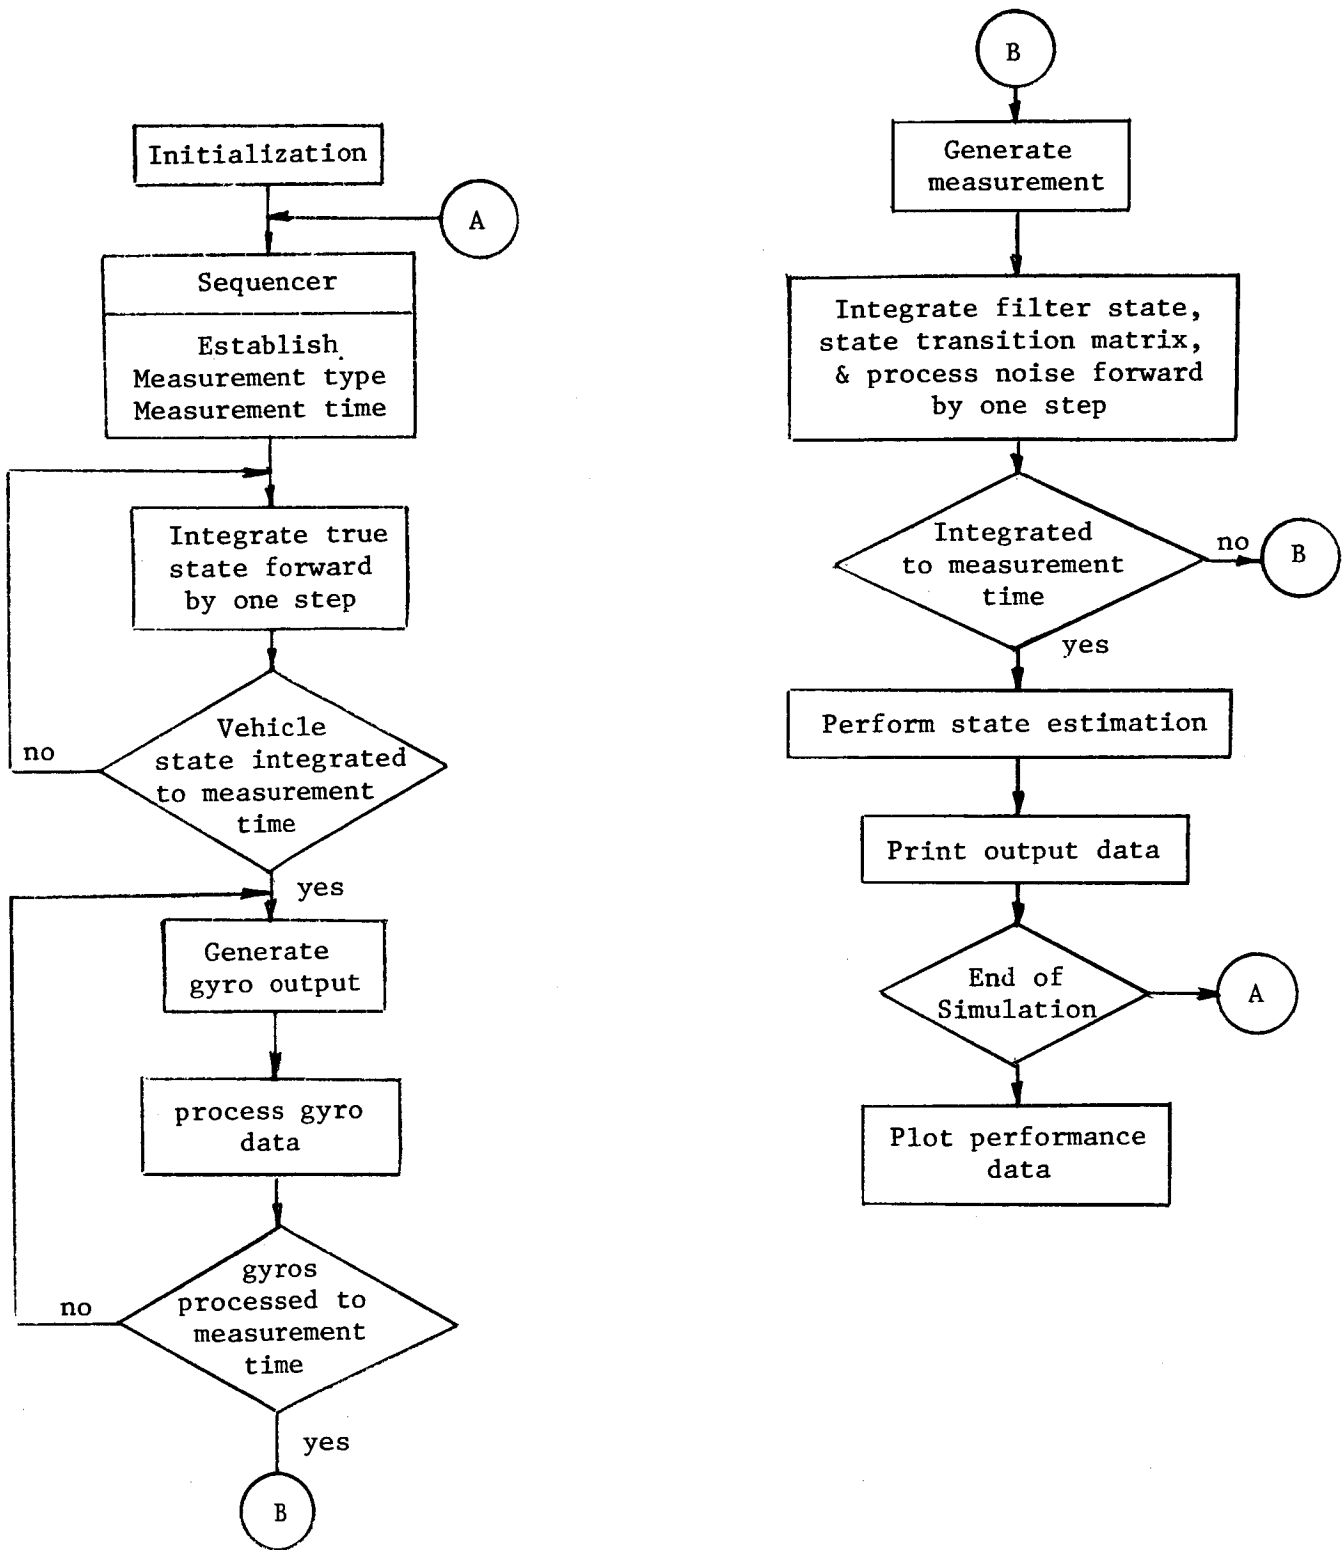 Initialization
A
Sequencer
Establish
Measurement type
Measurement time
Integrate true
state forward
by one step
Vehicle
state integrated
to measurement
time
no
yes
Generate
gyro output
process gyro
data
gyros
processed to
measurement
time
no
yes
B
B
Generate
measurement
Integrate filter state,
state transition matrix,
& process noise forward
by one step
Integrated
to measurement
time
no
B
yes
Perform state estimation
Print output data
End of
Simulation
A
Plot performance
data